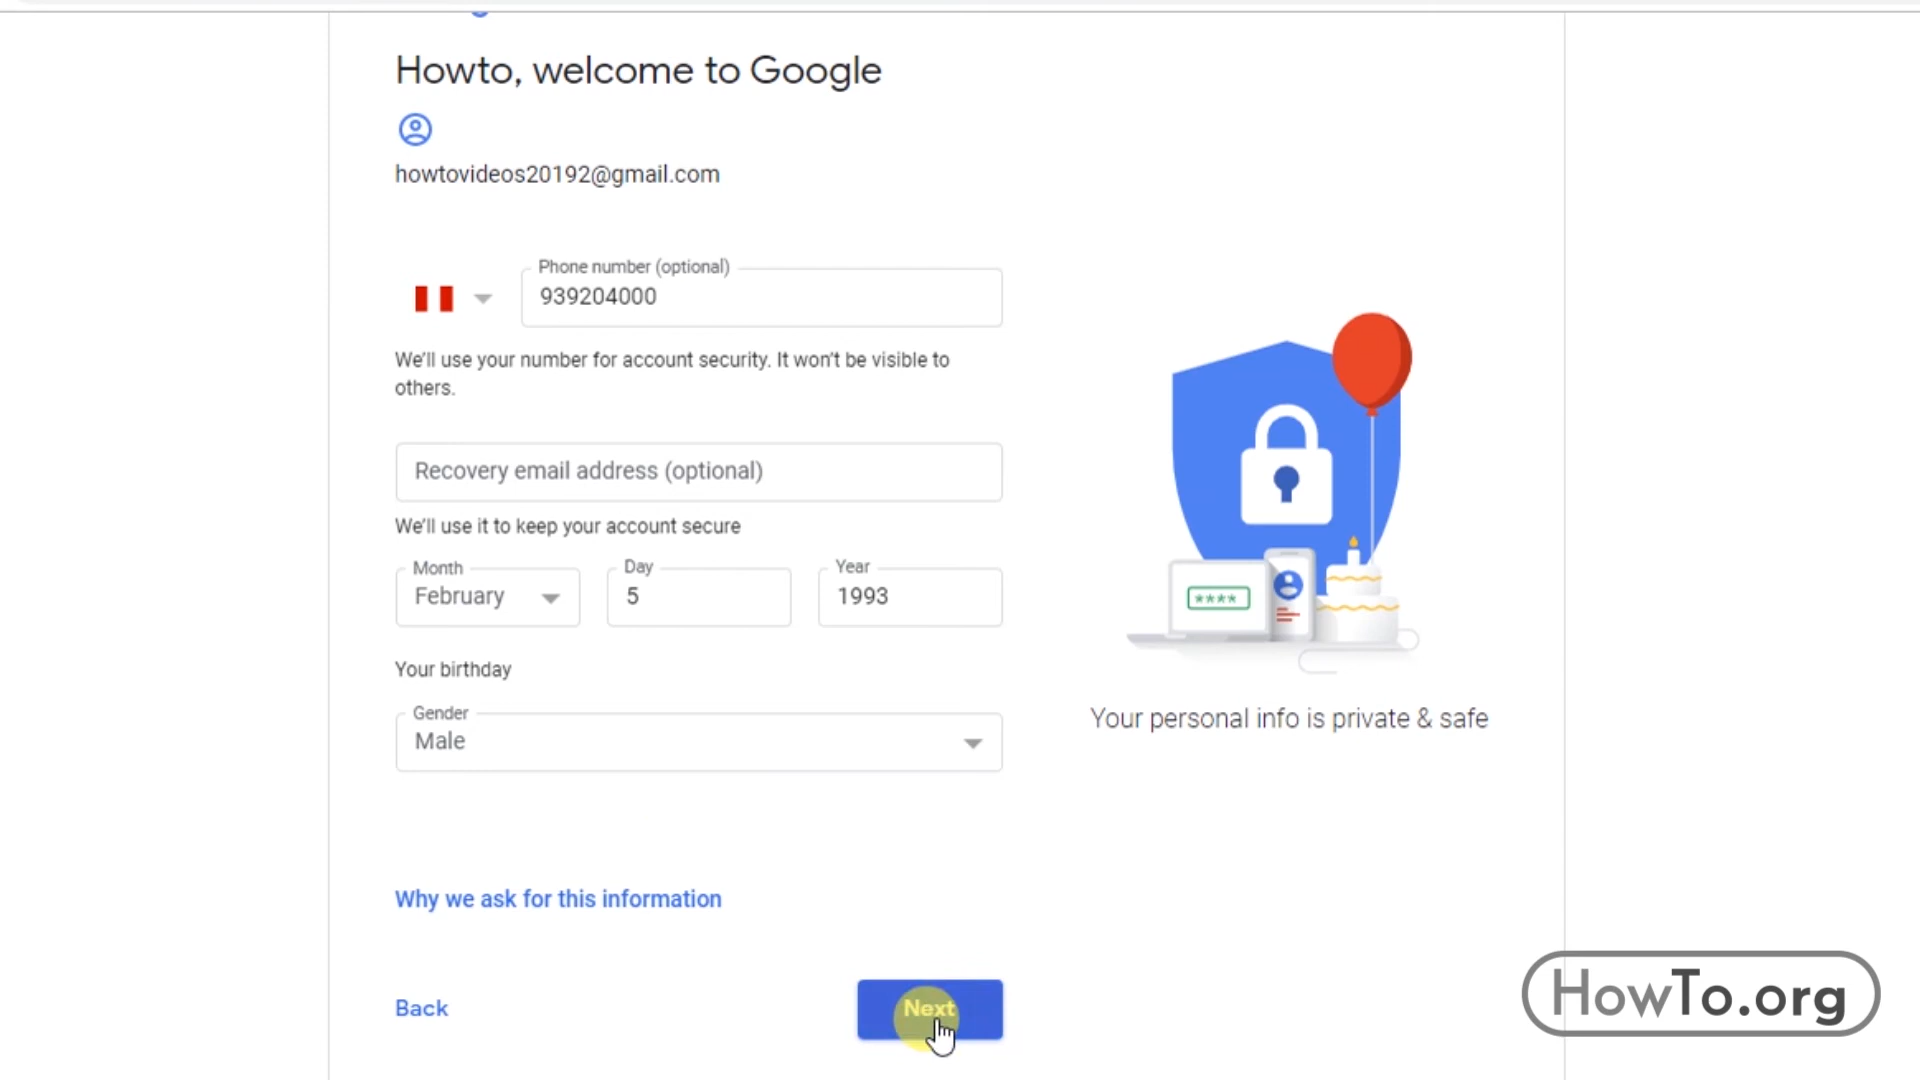 Howto, welcome to Google
howtovideos20192@gmail.com
Phone number (optional)
939204000
We'll use your number for account security. It won't be visible to
others.
Recovery email address (optional)
We'll use it to keep your account secure
Month
February
Day
5
Year
1993
Your birthday
Gender
Male
****
Your personal info is private & safe
Why we ask for this information
Back
Next
HowTo.org